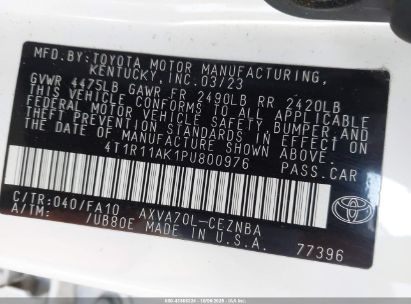 MFD. BY:TOYOTA MOTOR MANUFACTURING,
KENTUCKY, INC. 03/23
GVWR 4475LB GAWR FR 2490LB RR 2420LB
THIS VEHICLE CONFORMS TO ALL APPLICABLE
FEDERAL MOTOR VEHICLE SAFETY, BUMPER, AND
THEFT PREVENTION STANDARDS IN EFFECT ON
THE DATE OF MANUFACTURE SHOWN ABOVE.
4T1R11AK1PU800976 PASS.CAR
C/TR:040/FA10 AXVA70L-CEZNBA
A/TM: /UB80E MADE IN U.S.A.
TOYOTA
77396